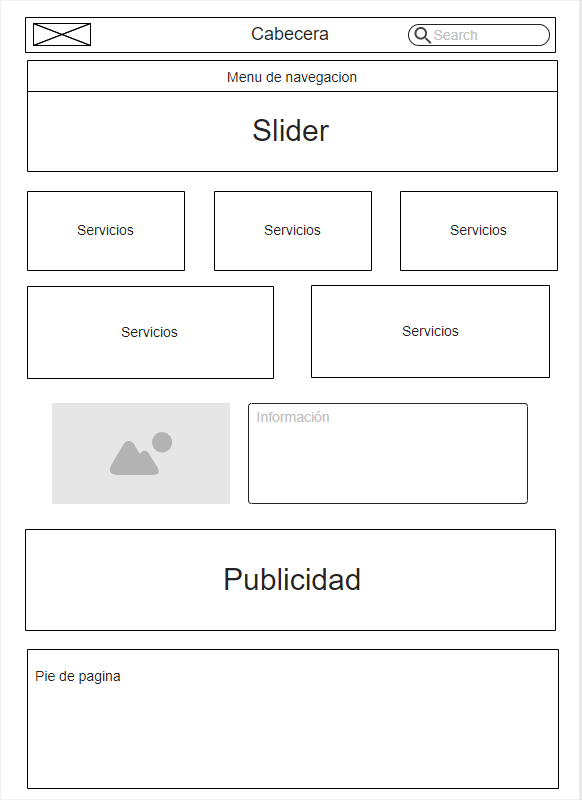 Cabecera
Search
Menu de navegacion
Slider
Servicios
Servicios
Servicios
Servicios
Servicios
Información
Publicidad
Pie de pagina